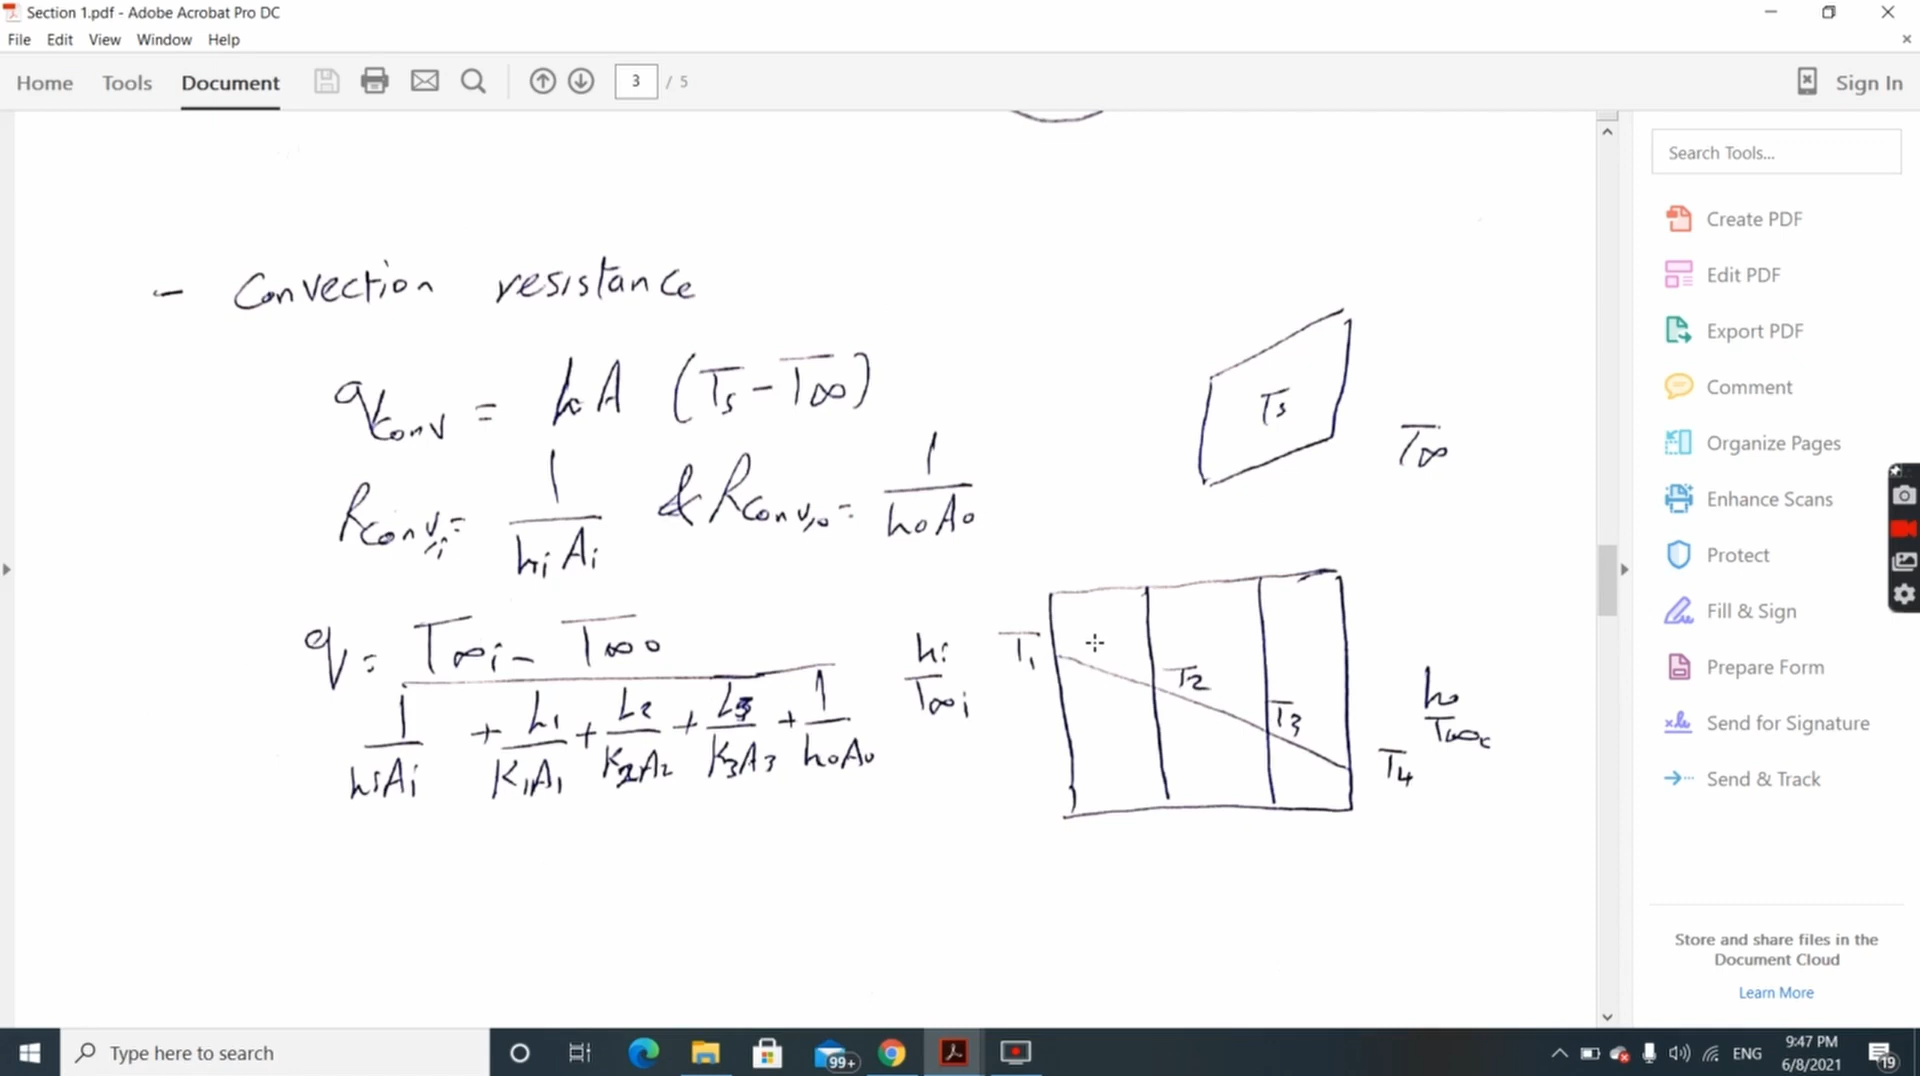 Section 1.pdf - Adobe Acrobat Pro DC
File Edit View Window Help
Home Tools Document 3 / 5 Sign In
Search Tools...
Create PDF
Edit PDF
Export PDF
Comment
Organize Pages
Enhance Scans
Protect
Fill & Sign
Prepare Form
Send for Signature
Send & Track
Store and share files in the
Document Cloud
Learn More
- Convection resistance
q_conv = hA (Ts - T∞)
Rconv,i = 1 / hi Ai & Rconv,o = 1 / ho Ao
q = T∞i - T∞o
1 / hiAi + L1 / K1A1 + L2 / K2A2 + L3 / K3A3 + 1 / hoAo
Ts
T∞
hi
T∞i
T1
T2
T3
T4
ho
T∞o
Type here to search
99+
ENG
9:47 PM
6/8/2021
19